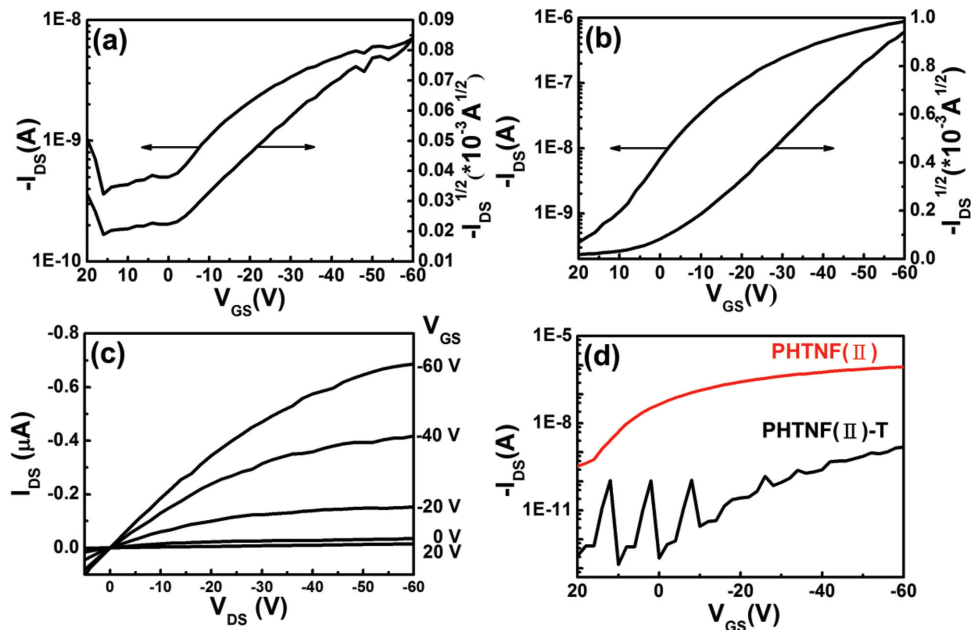 (a)
1E-8
1E-9
1E-10
-I_DS(A)
20 10 0 -10 -20 -30 -40 -50 -60
V_GS(V)
0.09
0.08
0.07
0.06
0.05
0.04
0.03
0.02
0.01
-I_DS^1/2(*10^-3A^1/2)
(b)
1E-6
1E-7
1E-8
1E-9
-I_DS(A)
20 10 0 -10 -20 -30 -40 -50 -60
V_GS(V)
1.0
0.8
0.6
0.4
0.2
0.0
-I_DS^1/2(*10^-3A^1/2)
(c)
-0.8
-0.6
-0.4
-0.2
0.0
I_DS (μA)
0 -10 -20 -30 -40 -50 -60
V_DS (V)
V_GS
-60 V
-40 V
-20 V
0 V
20 V
(d)
1E-5
1E-8
1E-11
-I_DS(A)
PHTNF(Ⅱ)
PHTNF(Ⅱ)-T
20 0 -20 -40 -60
V_GS(V)